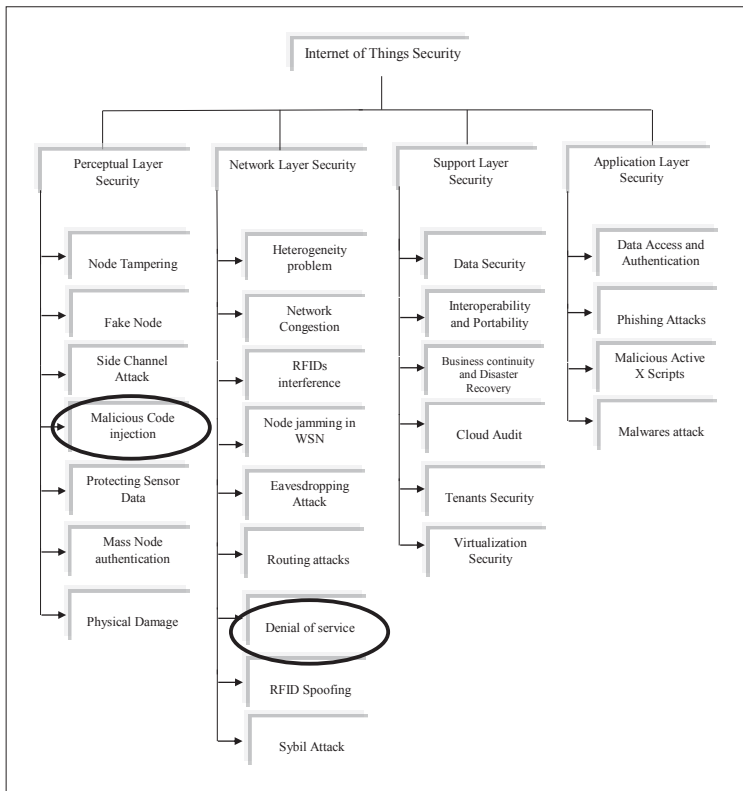 Internet of Things Security
Perceptual Layer
Security
Node Tampering
Fake Node
Side Channel
Attack
Malicious Code
injection
Protecting Sensor
Data
Mass Node
authentication
Physical Damage
Network Layer Security
Heterogeneity
problem
Network
Congestion
RFIDs
interference
Node jamming in
WSN
Eavesdropping
Attack
Routing attacks
Denial of service
RFID Spoofing
Sybil Attack
Support Layer
Security
Data Security
Interoperability
and Portability
Business continuity
and Disaster
Recovery
Cloud Audit
Tenants Security
Virtualization
Security
Application Layer
Security
Data Access and
Authentication
Phishing Attacks
Malicious Active
X Scripts
Malwares attack